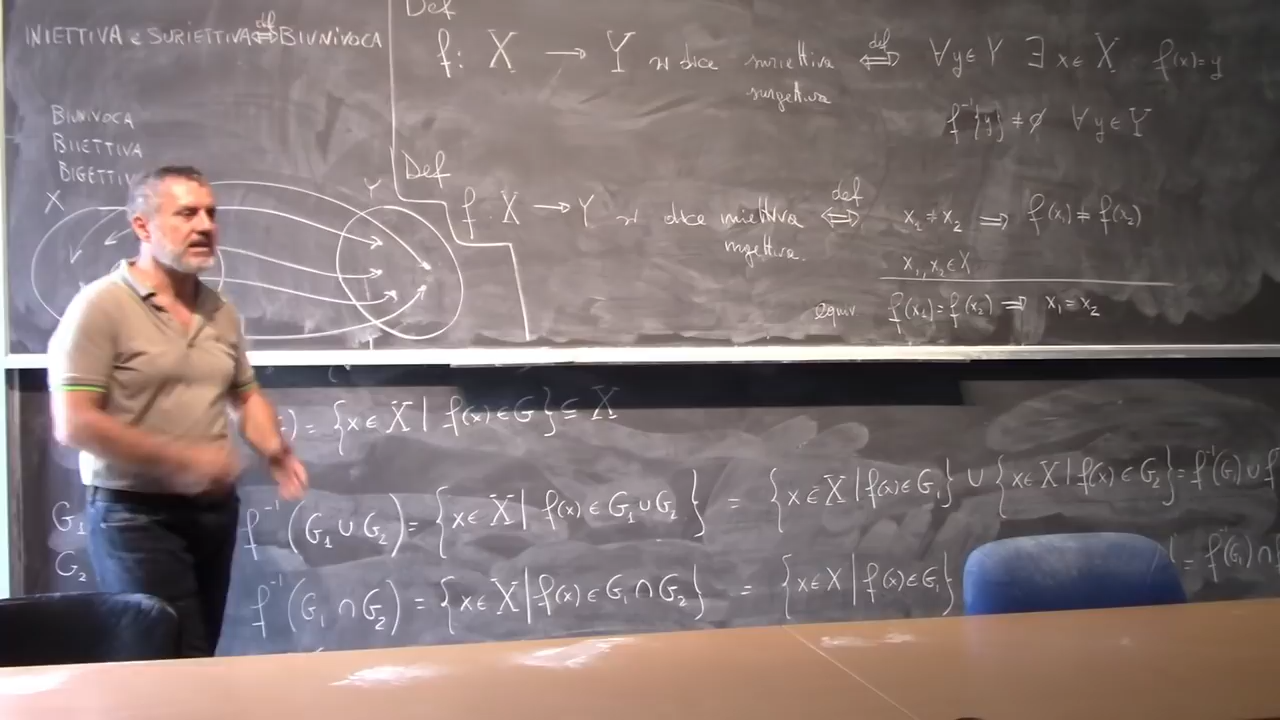 INIETTIVA e SURIETTIVA def ⟺ BIUNIVOCA
BIUNIVOCA
BIIETTIVA
BIGETTIV
X
Y
Def
f: X → Y si dice suriettiva def ⟺ ∀y∈Y ∃x∈X f(x)=y
surgettiva
f⁻¹{y}≠∅ ∀y∈Y
Def
f: X → Y si dice iniettiva def ⟺ x₁≠x₂ ⟹ f(x₁)≠f(x₂)
ingettiva.
x₁,x₂∈X
equiv f(x₁)=f(x₂) ⟹ x₁=x₂
)={x∈X|f(x)∈G}⊆X
G₁
f⁻¹(G₁∪G₂)={x∈X|f(x)∈G₁∪G₂} = {x∈X|f(x)∈G₁}∪{x∈X|f(x)∈G₂}=f⁻¹(G₁)∪f
G₂
f⁻¹(G₁∩G₂)={x∈X|f(x)∈G₁∩G₂} = {x∈X|f(x)∈G₁} =f⁻¹(G₁)∩f